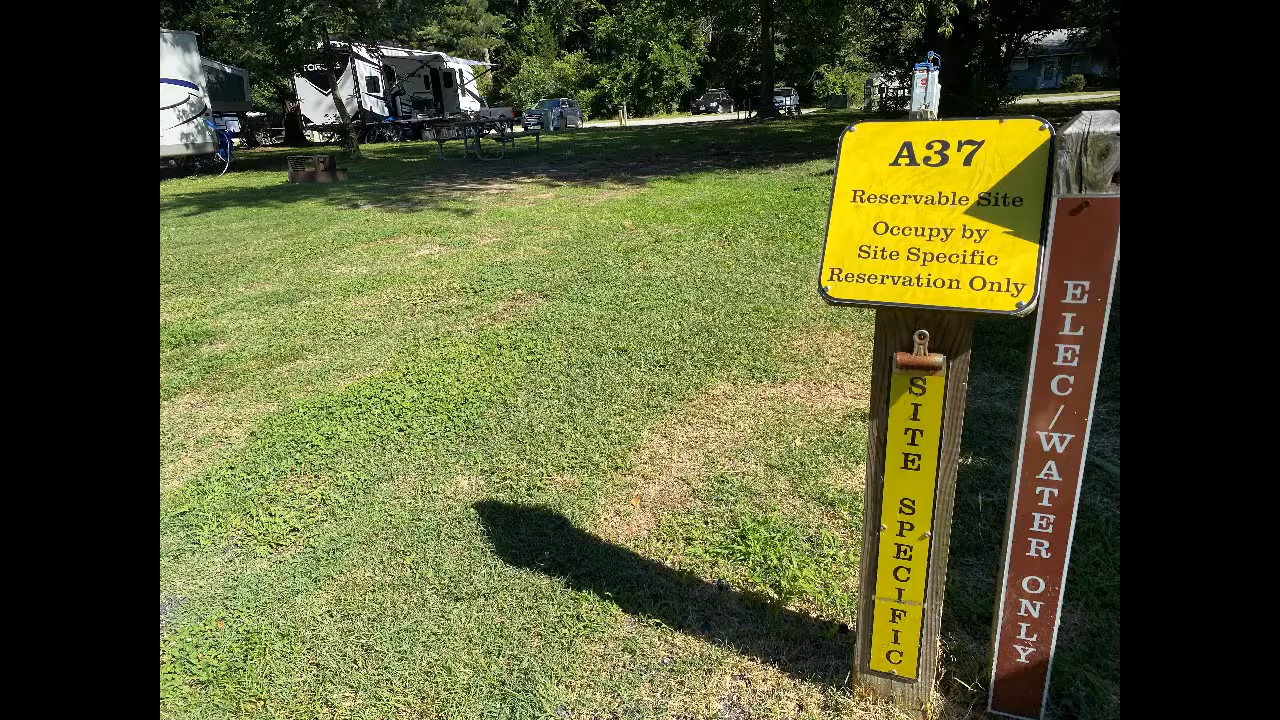 A37
Reservable Site
Occupy by
Site Specific
Reservation Only
SITE SPECIFIC
ELEC/WATER ONLY